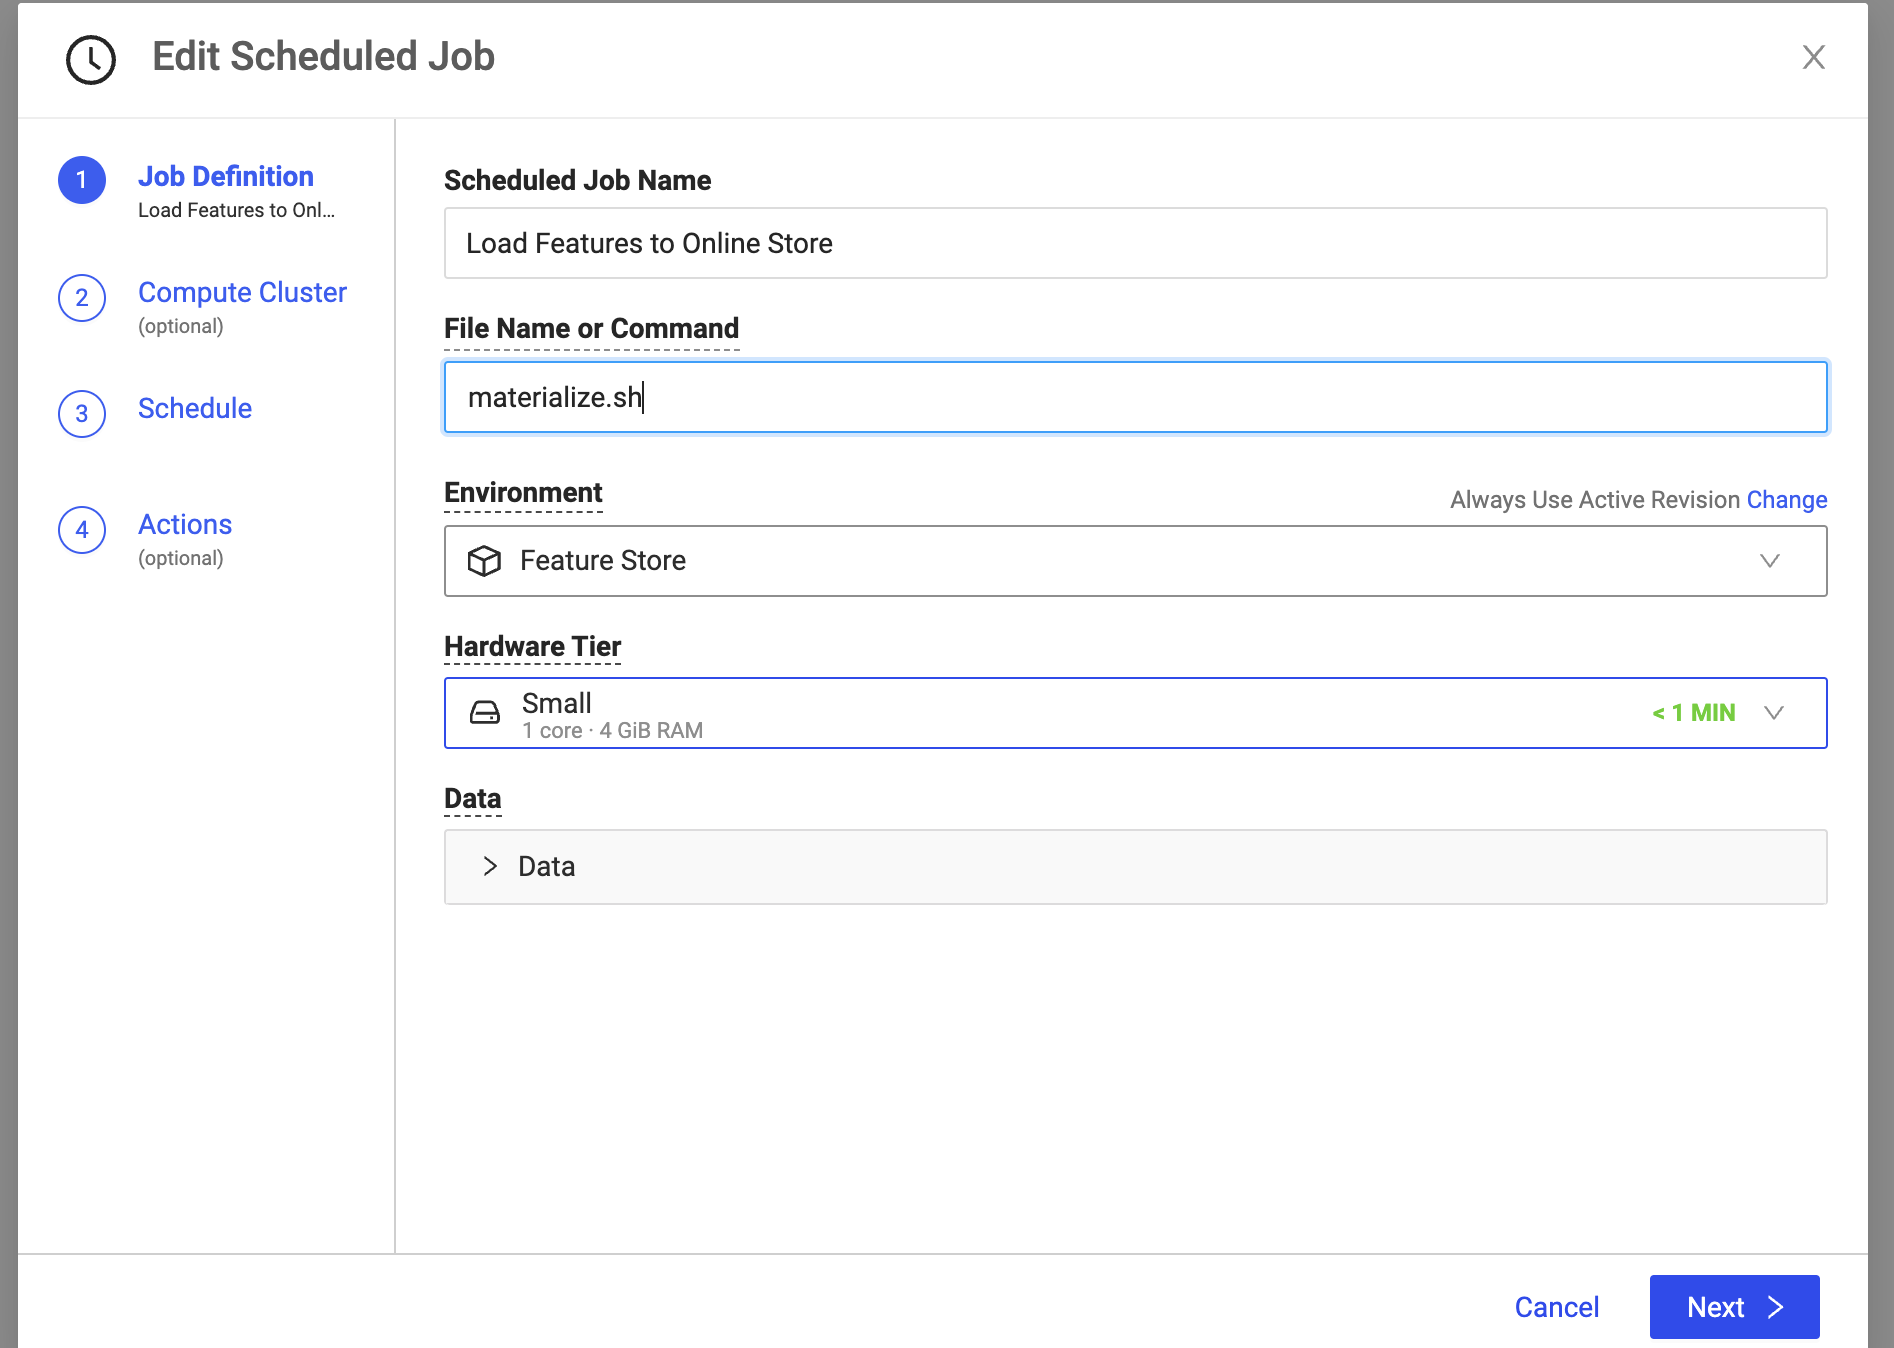 Edit Scheduled Job
1
Job Definition
Load Features to Onl...
2
Compute Cluster
(optional)
3
Schedule
4
Actions
(optional)
Scheduled Job Name
Load Features to Online Store
File Name or Command
materialize.sh
Environment
Always Use Active Revision Change
Feature Store
Hardware Tier
Small
1 core · 4 GiB RAM
< 1 MIN
Data
Data
Cancel
Next